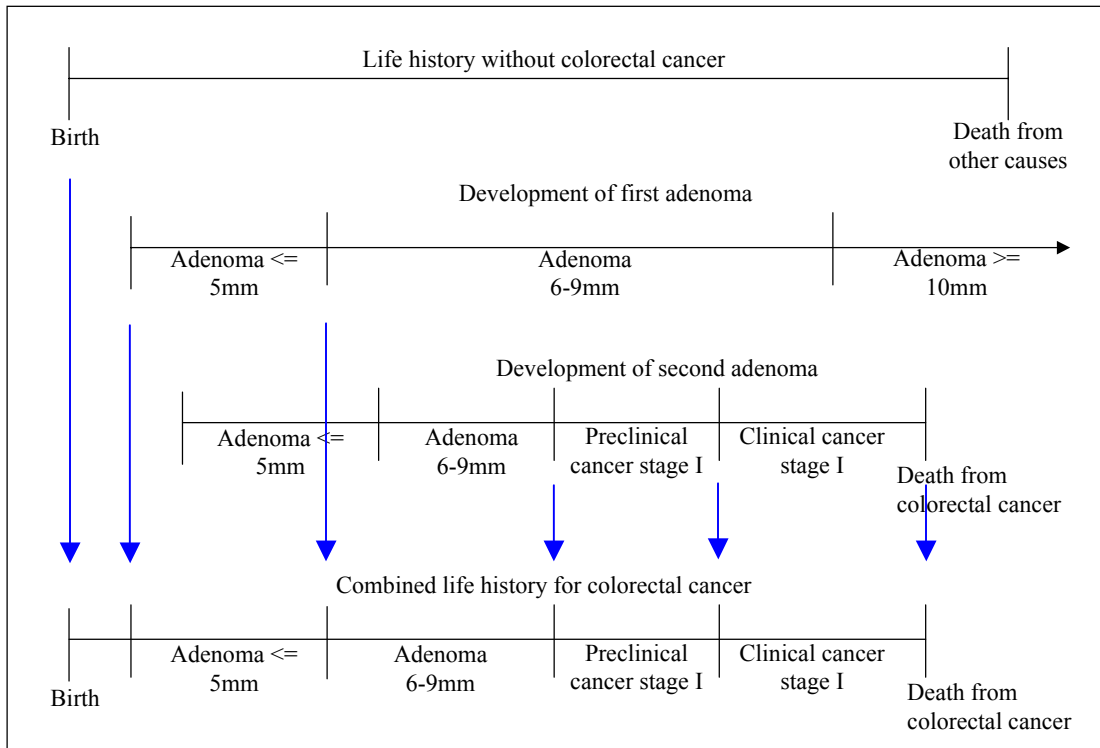 Life history without colorectal cancer
Birth
Death from
other causes
Development of first adenoma
Adenoma <=
5mm
Adenoma
6-9mm
Adenoma >=
10mm
Development of second adenoma
Adenoma <=
5mm
Adenoma
6-9mm
Preclinical
cancer stage I
Clinical cancer
stage I
Death from
colorectal cancer
Combined life history for colorectal cancer
Birth
Adenoma <=
5mm
Adenoma
6-9mm
Preclinical
cancer stage I
Clinical cancer
stage I
Death from
colorectal cancer